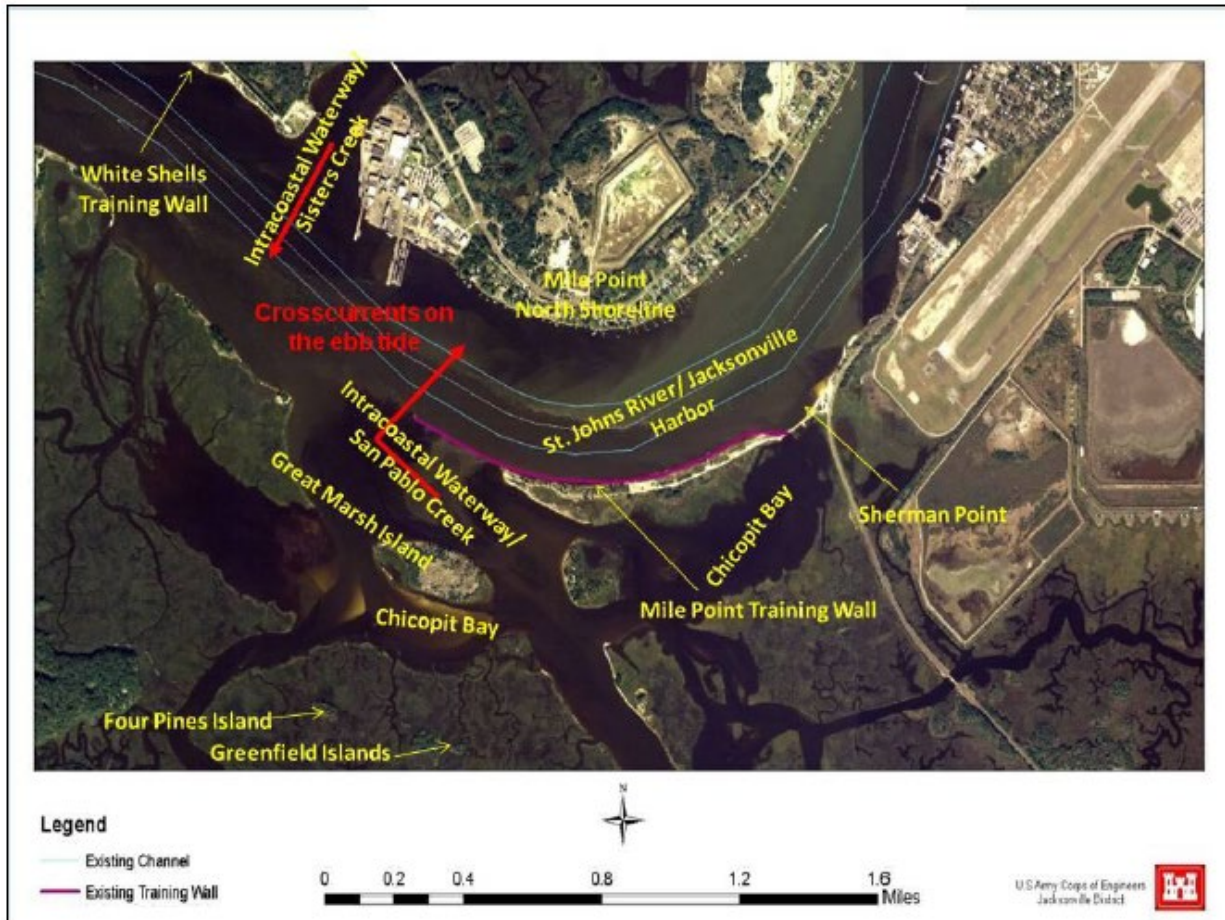 Intracoastal Waterway/
Sisters Creek
White Shells
Training Wall
Mile Point
North Shoreline
Crosscurrents on
the ebb tide
St. Johns River/ Jacksonville
Harbor
Intracoastal Waterway/
San Pablo Creek
Great Marsh Island
Chicopit Bay
Sherman Point
Mile Point Training Wall
Chicopit Bay
Four Pines Island
Greenfield Islands
N
Legend
Existing Channel
Existing Training Wall
0 0.2 0.4 0.8 1.2 1.6
Miles
U.S Army Corps of Engineers
Jacksonville District